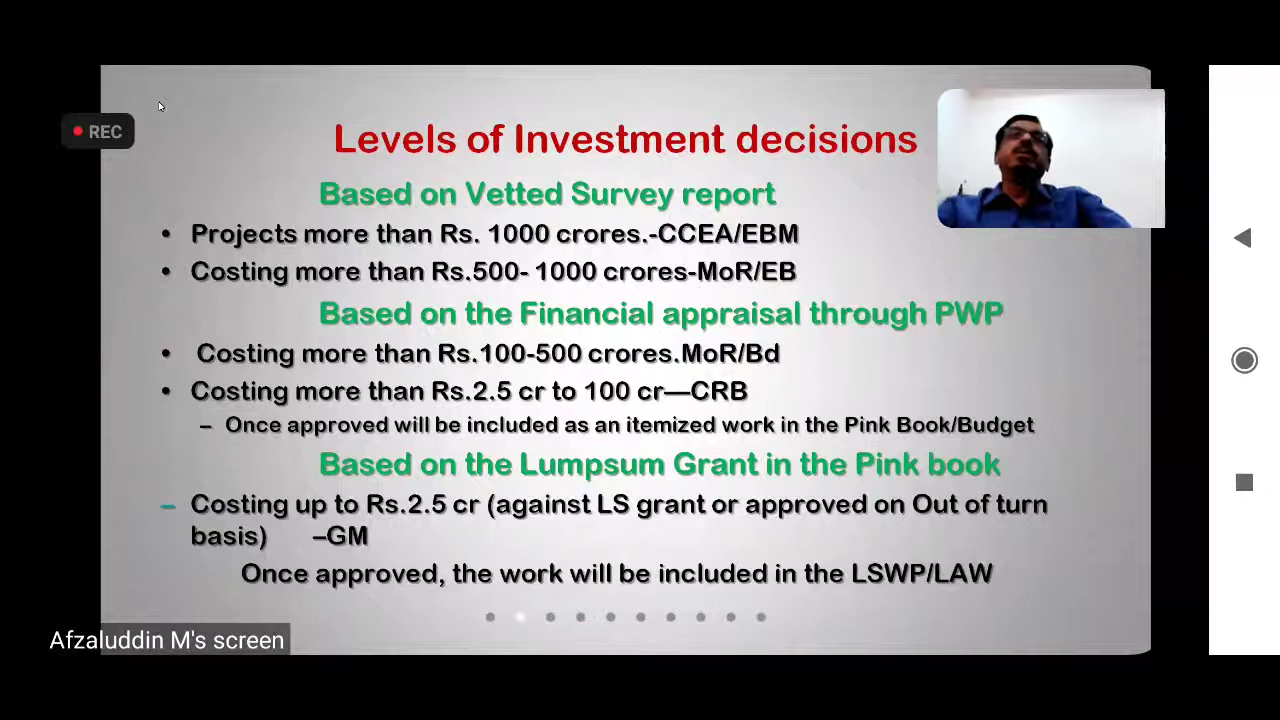 REC
Levels of Investment decisions
Based on Vetted Survey report
• Projects more than Rs. 1000 crores.-CCEA/EBM
• Costing more than Rs.500- 1000 crores-MoR/EB
Based on the Financial appraisal through PWP
• Costing more than Rs.100-500 crores.MoR/Bd
• Costing more than Rs.2.5 cr to 100 cr—CRB
– Once approved will be included as an itemized work in the Pink Book/Budget
Based on the Lumpsum Grant in the Pink book
– Costing up to Rs.2.5 cr (against LS grant or approved on Out of turn
basis) –GM
Once approved, the work will be included in the LSWP/LAW
Afzaluddin M's screen